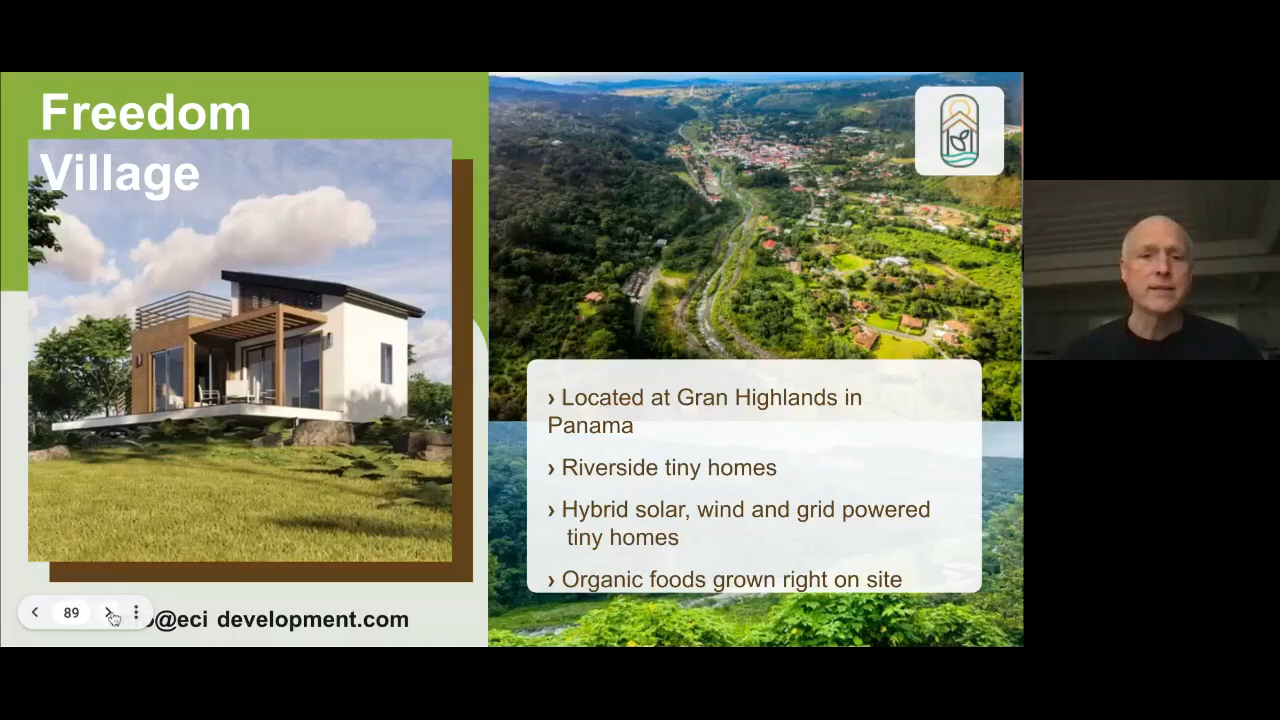 Freedom
Village
› Located at Gran Highlands in
Panama
› Riverside tiny homes
› Hybrid solar, wind and grid powered
tiny homes
› Organic foods grown right on site
89
@eci development.com